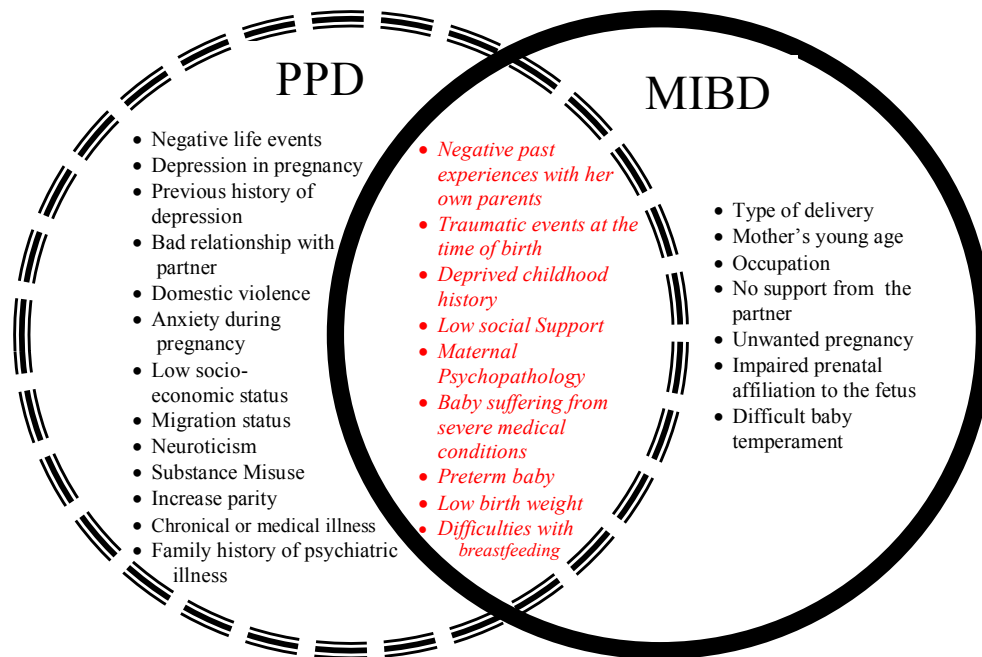 PPD
• Negative life events
• Depression in pregnancy
• Previous history of
depression
• Bad relationship with
partner
• Domestic violence
• Anxiety during
pregnancy
• Low socio-
economic status
• Migration status
• Neuroticism
• Substance Misuse
• Increase parity
• Chronical or medical illness
• Family history of psychiatric
illness
• Negative past
experiences with her
own parents
• Traumatic events at the
time of birth
• Deprived childhood
history
• Low social Support
• Maternal
Psychopathology
• Baby suffering from
severe medical
conditions
• Preterm baby
• Low birth weight
• Difficulties with
breastfeeding
MIBD
• Type of delivery
• Mother’s young age
• Occupation
• No support from the
partner
• Unwanted pregnancy
• Impaired prenatal
affiliation to the fetus
• Difficult baby
temperament